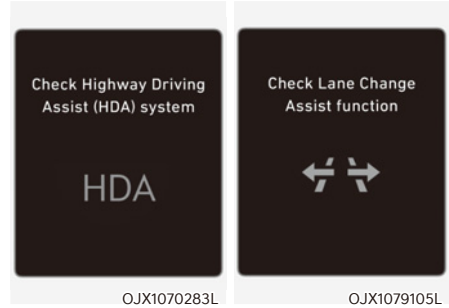 Check Highway Driving
Assist (HDA) system
HDA
OJX1070283L
Check Lane Change
Assist function
OJX1079105L